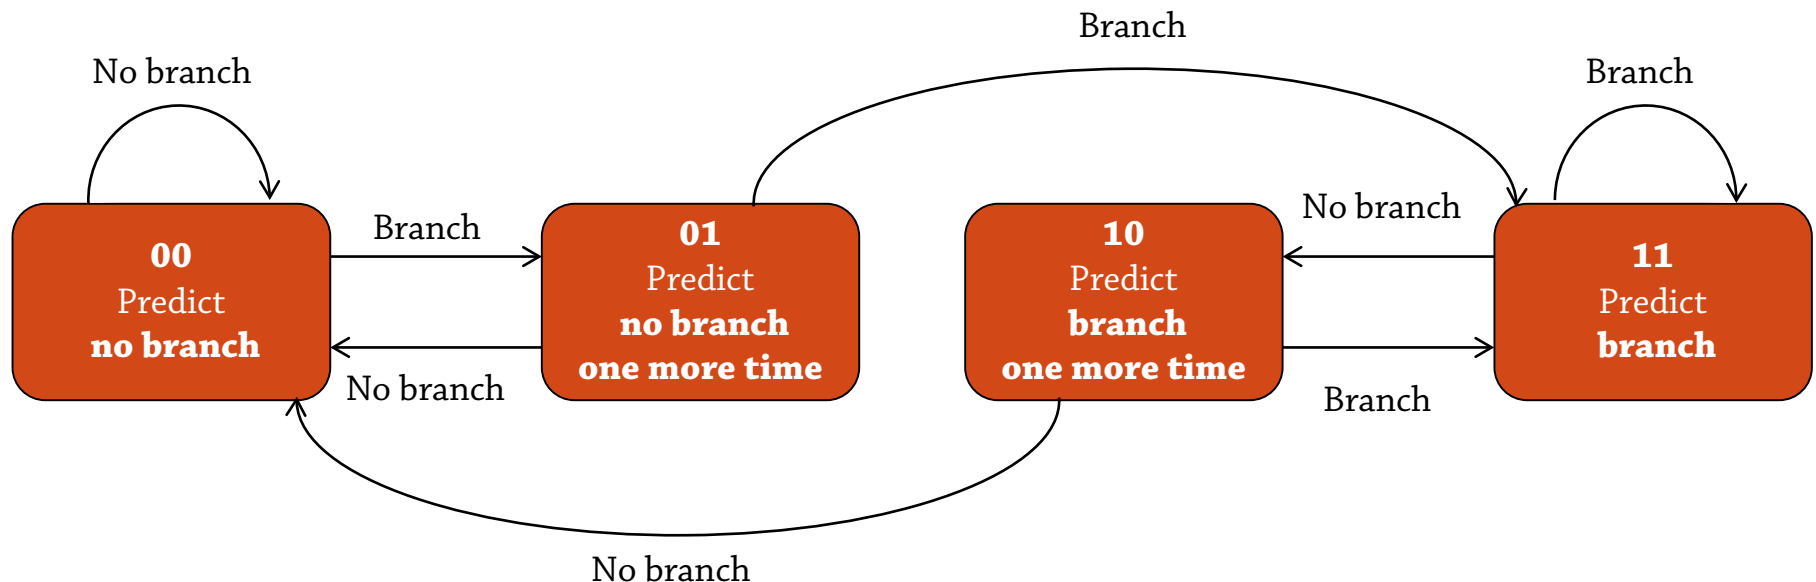 Branch
No branch
Branch
00
Predict
no branch
Branch
No branch
01
Predict
no branch
one more time
10
Predict
branch
one more time
No branch
Branch
11
Predict
branch
No branch